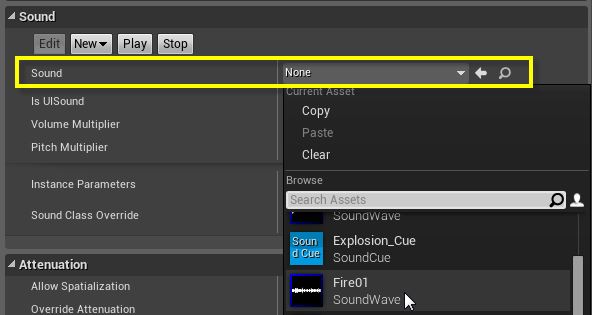 Sound
Edit New Play Stop
Sound None
Current Asset
Is UISound
Copy
Volume Multiplier
Paste
Pitch Multiplier
Clear
Browse
Instance Parameters
Search Assets
Sound Class Override
SoundWave
Soun
d Cue
Explosion_Cue
SoundCue
Attenuation
Allow Spatialization
Fire01
SoundWave
Override Attenuation